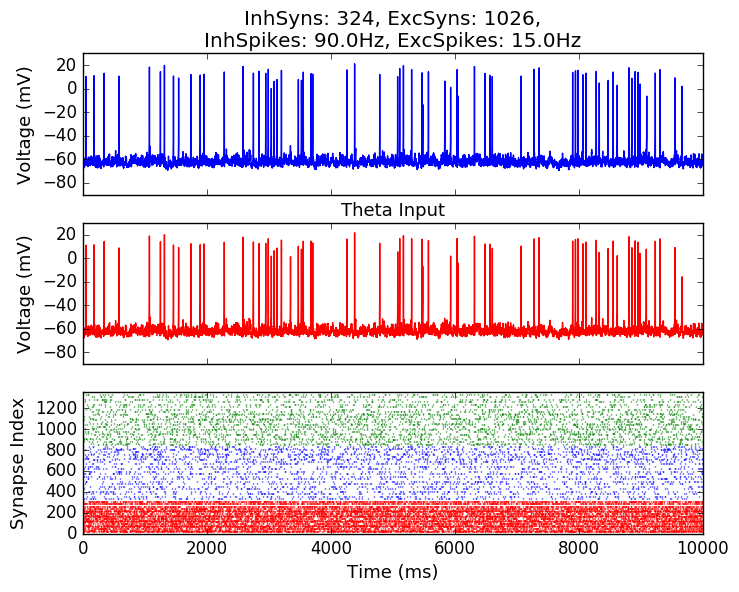 InhSyns: 324, ExcSyns: 1026,
InhSpikes: 90.0Hz, ExcSpikes: 15.0Hz
20
0
−20
−40
−60
−80
Voltage (mV)
Theta Input
20
0
−20
−40
−60
−80
Voltage (mV)
1200
1000
800
600
400
200
0
Synapse Index
0 2000 4000 6000 8000 10000
Time (ms)